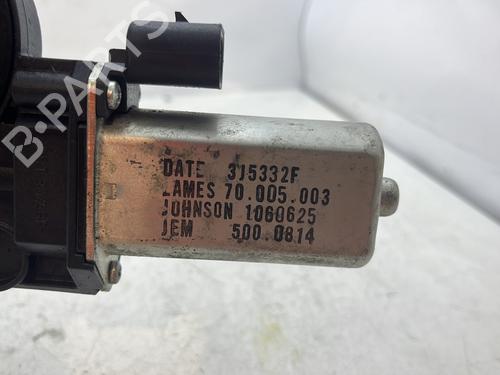 B-PARTS
DATE 315332F
LAMES 70.005.003
JOHNSON 1060625
JEM 500.0814